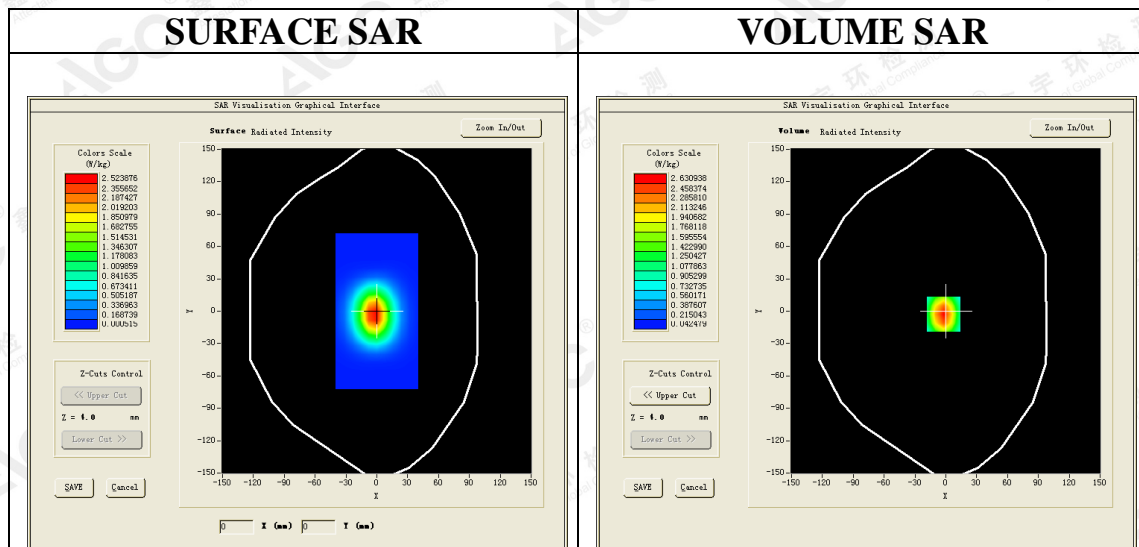 SURFACE SAR
VOLUME SAR
SAR Visualisation Graphical Interface
Surface Radiated Intensity
Zoom In/Out
Colors Scale
(W/kg)
2.523876
2.355652
2.187427
2.019203
1.850979
1.682755
1.514531
1.346307
1.178083
1.009859
0.841635
0.673411
0.505187
0.336963
0.168739
0.000515
Z-Cuts Control
<< Upper Cut
Z = 4.0 mm
Lower Cut >>
SAVE
Cancel
150
120
90
60
30
0
-30
-60
-90
-120
-150
Y
-150 -120 -90 -60 -30 0 30 60 90 120 150
X
0 X (mm) 0 Y (mm)
SAR Visualisation Graphical Interface
Volume Radiated Intensity
Zoom In/Out
Colors Scale
(W/kg)
2.630938
2.458374
2.285810
2.113246
1.940682
1.768118
1.595554
1.422990
1.250427
1.077863
0.905299
0.732735
0.560171
0.387607
0.215043
0.042479
Z-Cuts Control
<< Upper Cut
Z = 4.0 mm
Lower Cut >>
SAVE
Cancel
150
120
90
60
30
0
-30
-60
-90
-120
-150
Y
-150 -120 -90 -60 -30 0 30 60 90 120 150
X